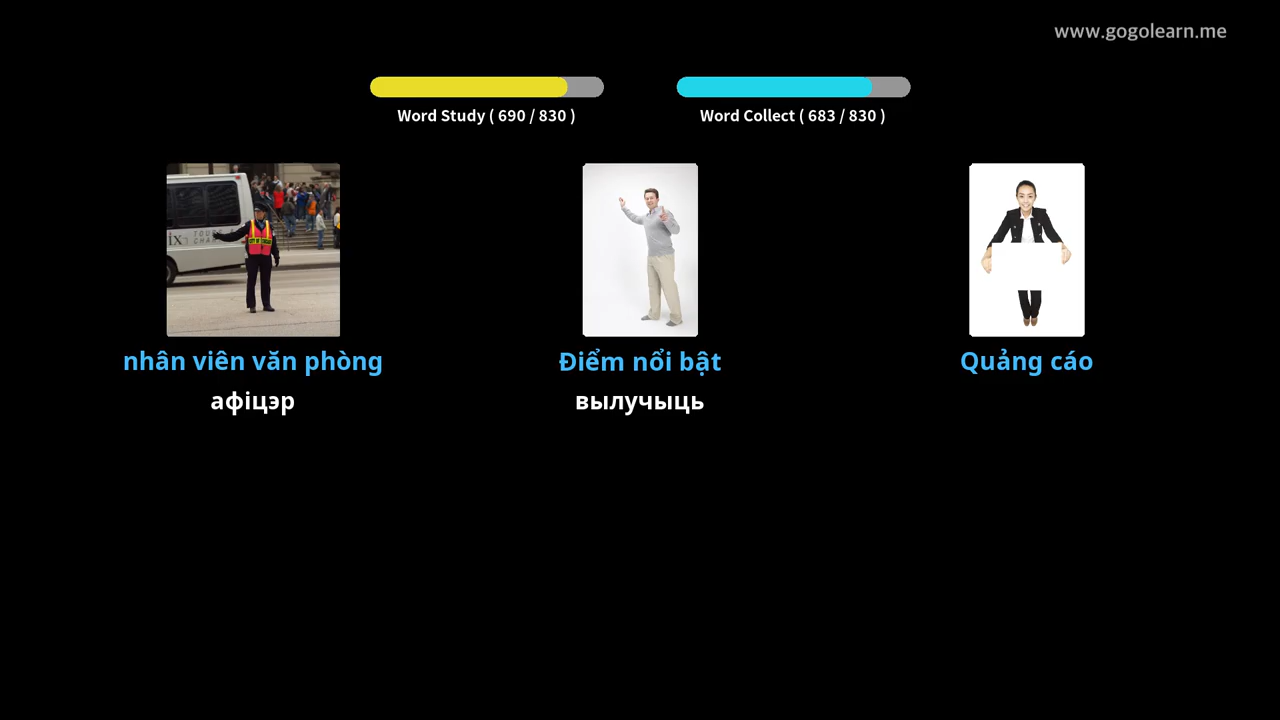 www.gogolearn.me
Word Study ( 690 / 830 )
Word Collect ( 683 / 830 )
nhân viên văn phòng
афіцэр
Điểm nổi bật
вылучыць
Quảng cáo